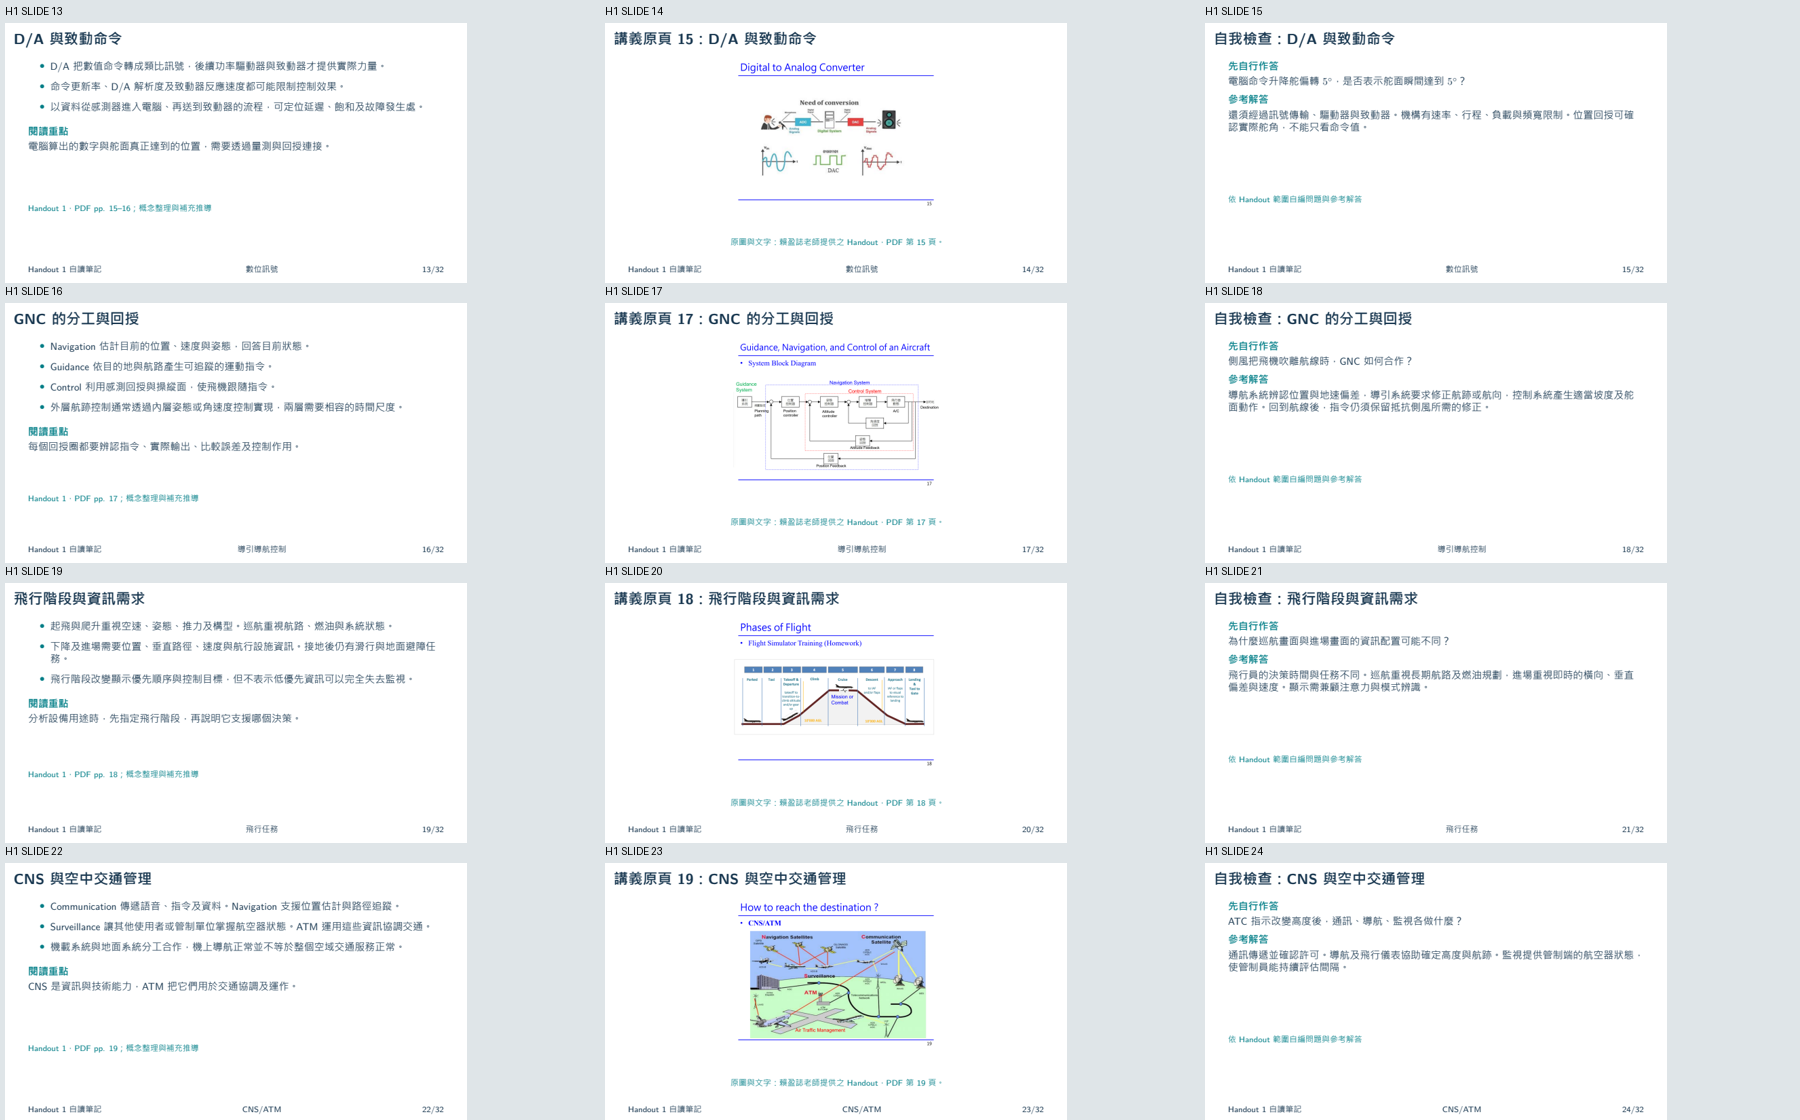 H1 SLIDE 13
D/A 與致動命令
• D/A 把數值命令轉成類比訊號，後續功率驅動器與致動器才提供實際力量。
• 命令更新率、D/A 解析度及致動器反應速度都可能限制控制效果。
• 以資料從感測器進入電腦、再送到致動器的流程，可定位延遲、飽和及故障發生處。
閱讀重點
電腦算出的數字與舵面真正達到的位置，需要透過量測與回授連接。
Handout 1，PDF pp. 15–16；概念整理與補充推導
Handout 1 自讀筆記
數位訊號
13/32
H1 SLIDE 14
講義原頁 15：D/A 與致動命令
Digital to Analog Converter
Need of conversion
Digital System
Internet
DAC
15
原圖與文字：賴盈誌老師提供之 Handout，PDF 第 15 頁。
Handout 1 自讀筆記
數位訊號
14/32
H1 SLIDE 15
自我檢查：D/A 與致動命令
先自行作答
電腦命令升降舵偏轉 5°，是否表示舵面瞬間達到 5°？
參考解答
還須經過訊號傳輸、驅動器與致動器。機構有速率、行程、負載與頻寬限制。位置回授可確
認實際舵角，不能只看命令值。
依 Handout 範圍自編問題與參考解答
Handout 1 自讀筆記
數位訊號
15/32
H1 SLIDE 16
GNC 的分工與回授
• Navigation 估計目前的位置、速度與姿態，回答目前狀態。
• Guidance 依目的地與航路產生可追蹤的運動指令。
• Control 利用感測回授與操縱面，使飛機跟隨指令。
• 外層航跡控制通常透過內層姿態或角速度控制實現，兩層需要相容的時間尺度。
閱讀重點
每個回授圈都要辨認指令、實際輸出、比較誤差及控制作用。
Handout 1，PDF pp. 17；概念整理與補充推導
Handout 1 自讀筆記
導引導航控制
16/32
H1 SLIDE 17
講義原頁 17：GNC 的分工與回授
Guidance, Navigation, and Control of an Aircraft
• System Block Diagram
Guidance
System
Navigation System
Control System
Planning
path
Position
controller
Attitude
controller
A/C
Destination
Attitude Feedback
Position Feedback
17
原圖與文字：賴盈誌老師提供之 Handout，PDF 第 17 頁。
Handout 1 自讀筆記
導引導航控制
17/32
H1 SLIDE 18
自我檢查：GNC 的分工與回授
先自行作答
側風把飛機吹離航線時，GNC 如何合作？
參考解答
導航系統辨認位置與地速偏差，導引系統要求修正航跡或航向，控制系統產生適當坡度及舵
面動作。回到航線後，指令仍須保留抵抗側風所需的修正。
依 Handout 範圍自編問題與參考解答
Handout 1 自讀筆記
導引導航控制
18/32
H1 SLIDE 19
飛行階段與資訊需求
• 起飛與爬升重視空速、姿態、推力及構型。巡航重視航路、燃油與系統狀態。
• 下降及進場需要位置、垂直路徑、速度與航行設施資訊。接地後仍有滑行與地面避障任
務。
• 飛行階段改變顯示優先順序與控制目標，但不表示低優先資訊可以完全失去監視。
閱讀重點
分析設備用途時，先指定飛行階段，再說明它支援哪個決策。
Handout 1，PDF pp. 18；概念整理與補充推導
Handout 1 自讀筆記
飛行任務
19/32
H1 SLIDE 20
講義原頁 18：飛行階段與資訊需求
Phases of Flight
• Flight Simulator Training (Homework)
Preflight
Taxi
Takeoff &
Departure
Climb
Cruise
Descent
Approach
Landing
Mission or
Combat
18
原圖與文字：賴盈誌老師提供之 Handout，PDF 第 18 頁。
Handout 1 自讀筆記
飛行任務
20/32
H1 SLIDE 21
自我檢查：飛行階段與資訊需求
先自行作答
為什麼巡航畫面與進場畫面的資訊配置可能不同？
參考解答
飛行員的決策時間與任務不同。巡航重視長期航路及燃油規劃，進場重視即時的橫向、垂直
偏差與速度。顯示需兼顧注意力與模式辨識。
依 Handout 範圍自編問題與參考解答
Handout 1 自讀筆記
飛行任務
21/32
H1 SLIDE 22
CNS 與空中交通管理
• Communication 傳遞語音、指令及資料。Navigation 支援位置估計與路徑追蹤。
• Surveillance 讓其他使用者或管制單位掌握航空器狀態。ATM 運用這些資訊協調交通。
• 機載系統與地面系統分工合作，機上導航正常並不等於整個空域交通服務正常。
閱讀重點
CNS 是資訊與技術能力，ATM 把它們用於交通協調及運作。
Handout 1，PDF pp. 19；概念整理與補充推導
Handout 1 自讀筆記
CNS/ATM
22/32
H1 SLIDE 23
講義原頁 19：CNS 與空中交通管理
How to reach the destination ?
• CNS/ATM
Navigation Satellites
Communication
Satellite
Surveillance
ATM
Air Traffic Management
19
原圖與文字：賴盈誌老師提供之 Handout，PDF 第 19 頁。
Handout 1 自讀筆記
CNS/ATM
23/32
H1 SLIDE 24
自我檢查：CNS 與空中交通管理
先自行作答
ATC 指示改變高度後，通訊、導航、監視各做什麼？
參考解答
通訊傳遞並確認許可。導航及飛行儀表協助確定高度與航跡。監視提供管制端的航空器狀態，
使管制員能持續評估間隔。
依 Handout 範圍自編問題與參考解答
Handout 1 自讀筆記
CNS/ATM
24/32